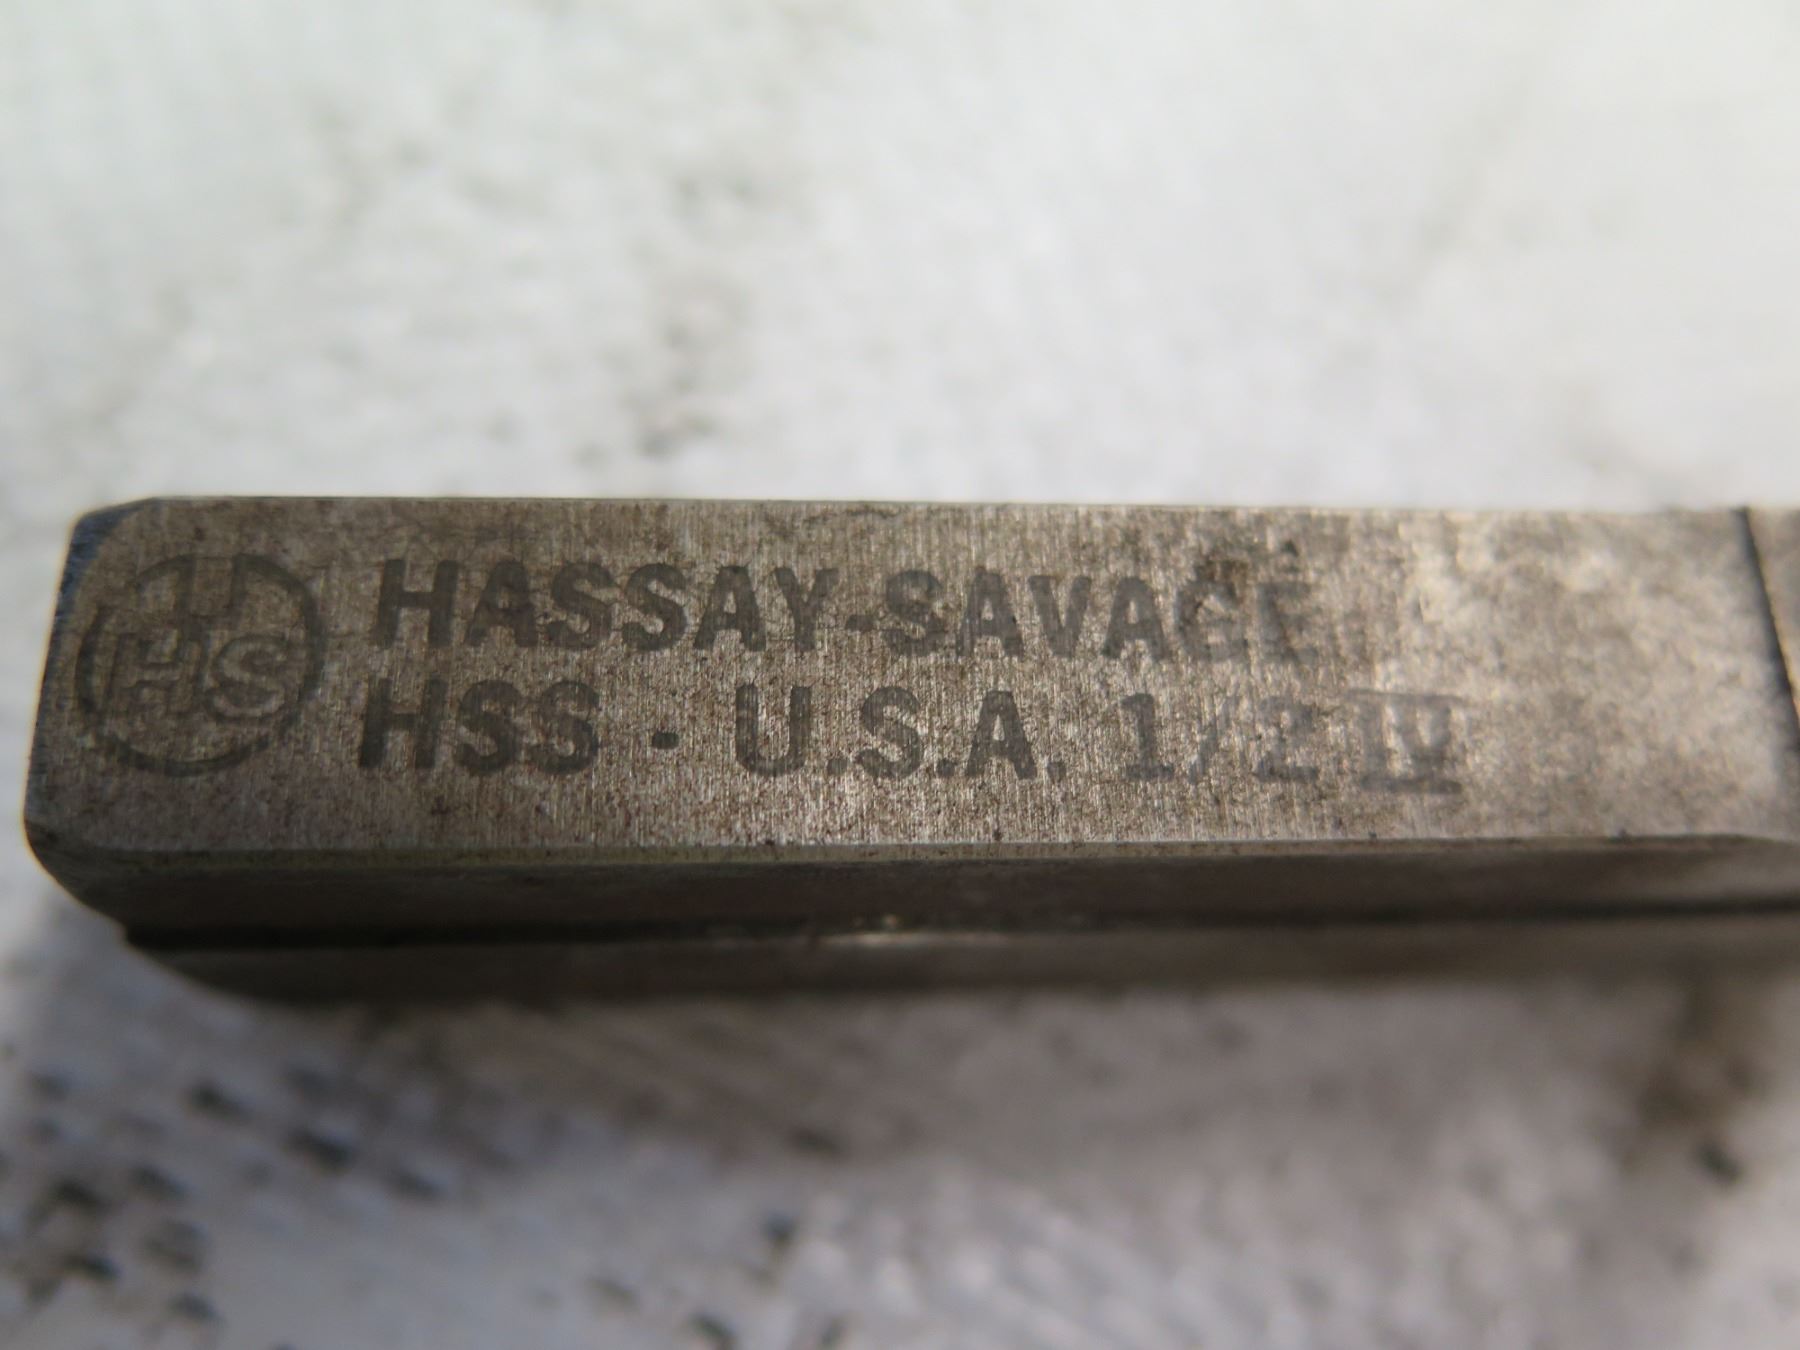 HS HASSAY-SAVAGE
HSS · U.S.A. 1/2 IV